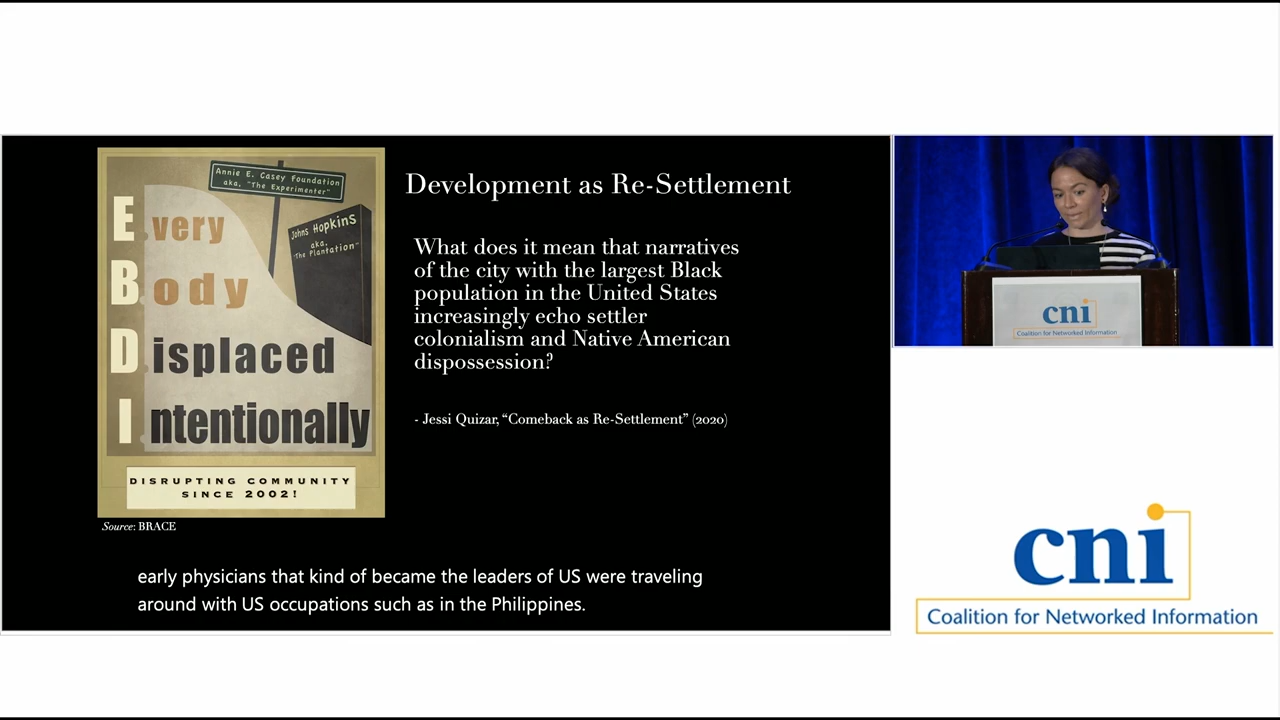 Annie E. Casey Foundation
aka, "The Experimenter"
Johns Hopkins
aka,
"The Plantation"
Every
Body
Displaced
Intentionally
DISRUPTING COMMUNITY
SINCE 2002!
Source: BRACE
Development as Re-Settlement
What does it mean that narratives
of the city with the largest Black
population in the United States
increasingly echo settler
colonialism and Native American
dispossession?
- Jessi Quizar, “Comeback as Re-Settlement” (2020)
early physicians that kind of became the leaders of US were traveling
around with US occupations such as in the Philippines.
cni
Coalition for Networked Information
cni
Coalition for Networked Information